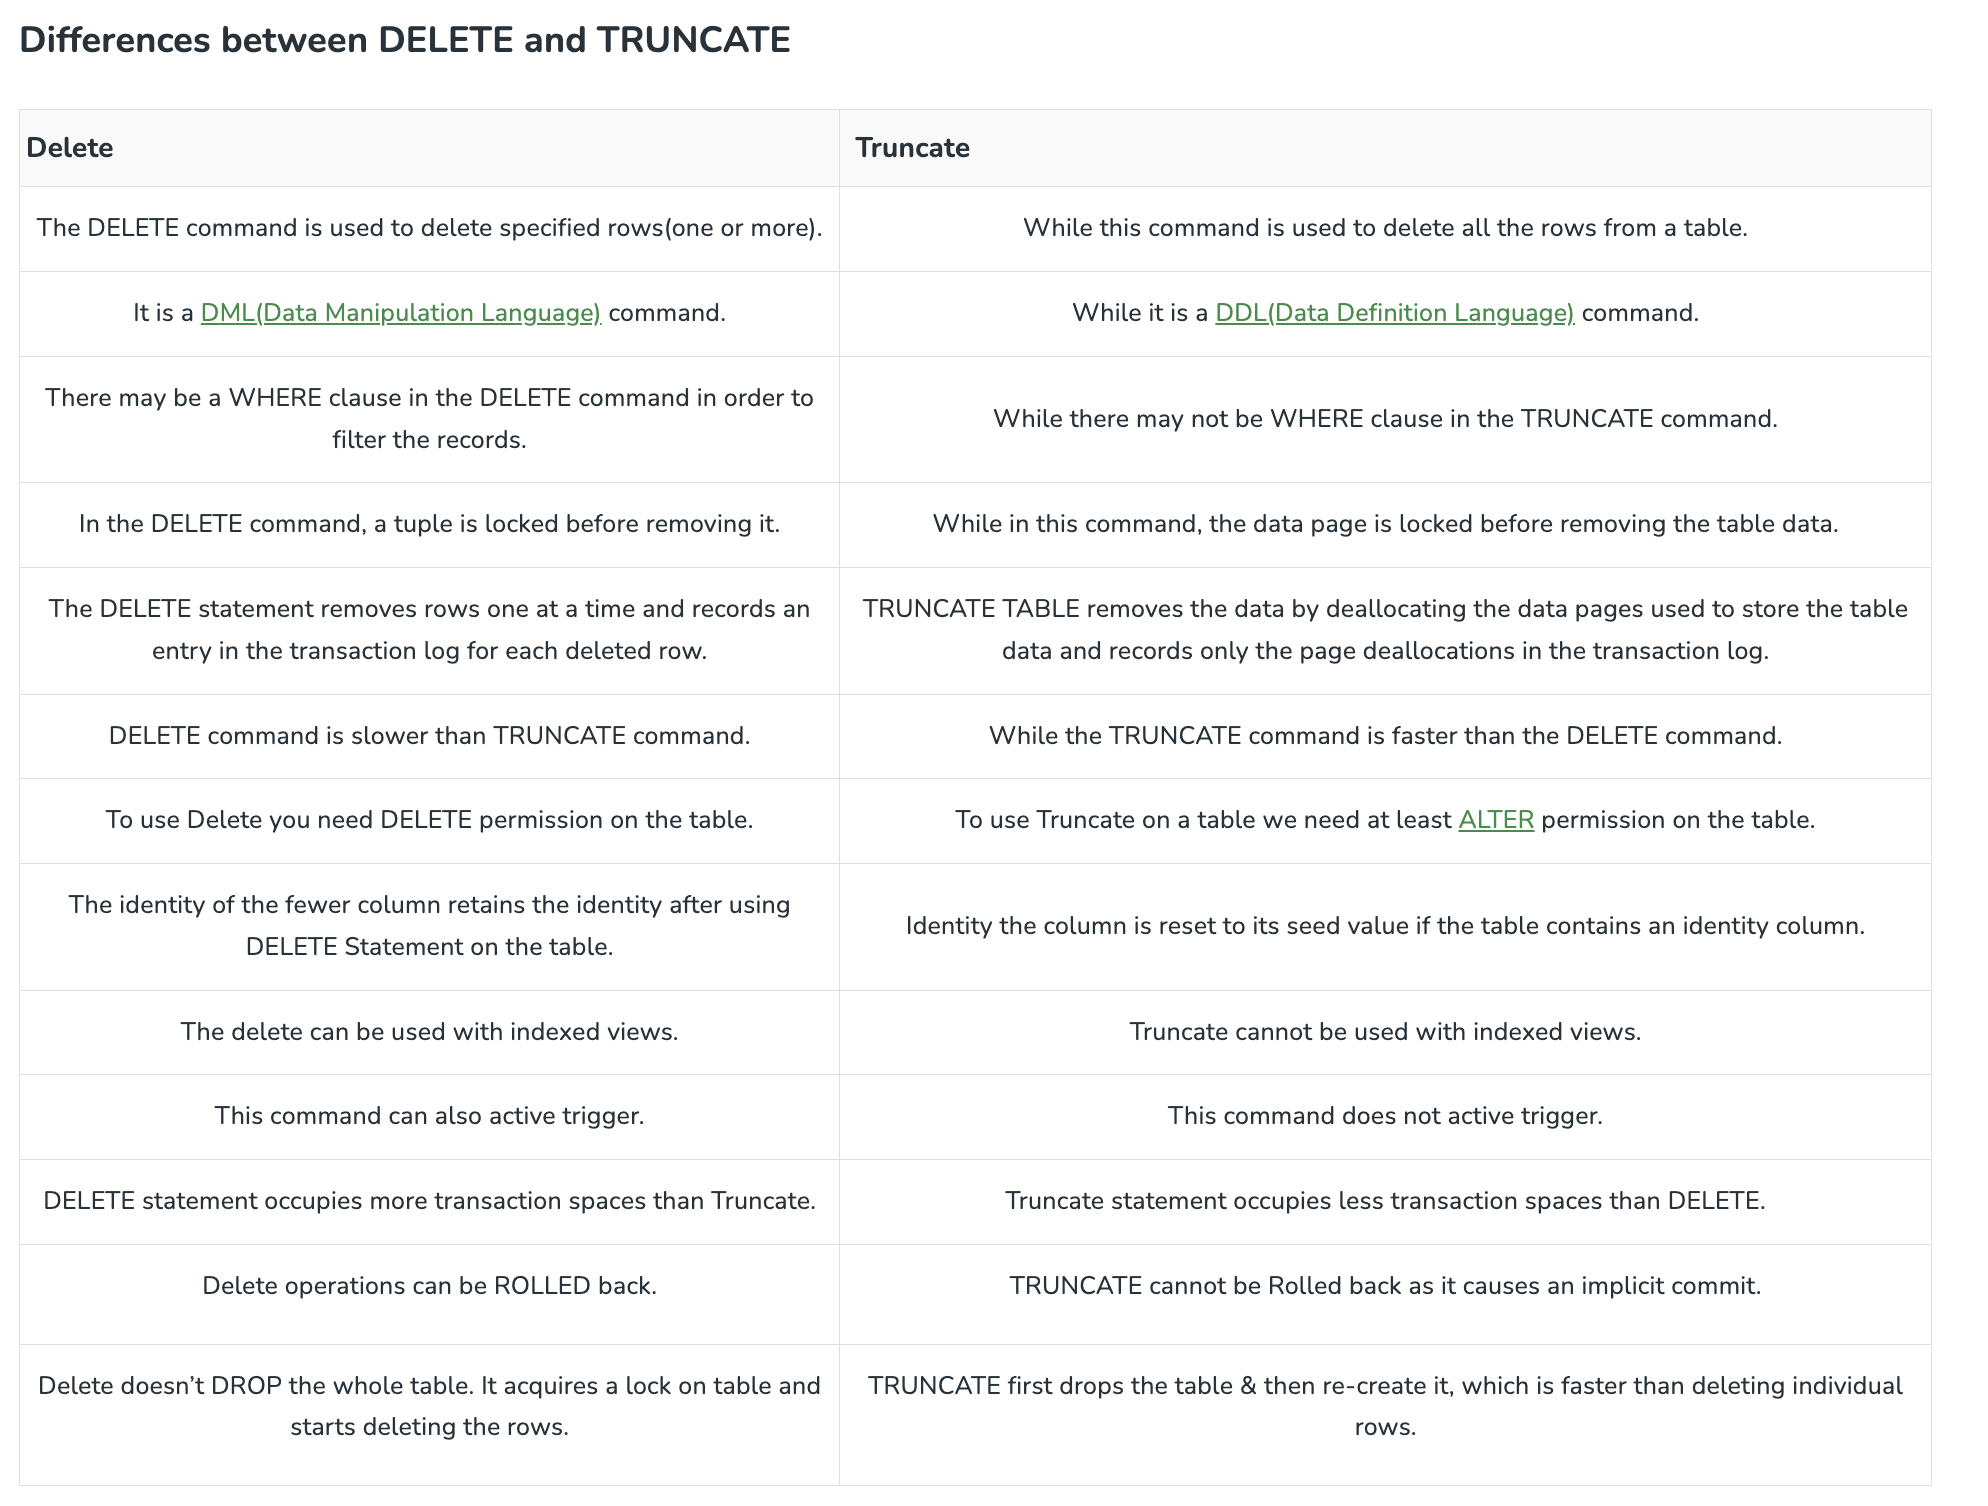 Differences between DELETE and TRUNCATE
Delete
Truncate
The DELETE command is used to delete specified rows(one or more).
While this command is used to delete all the rows from a table.
It is a DML(Data Manipulation Language) command.
While it is a DDL(Data Definition Language) command.
There may be a WHERE clause in the DELETE command in order to
filter the records.
While there may not be WHERE clause in the TRUNCATE command.
In the DELETE command, a tuple is locked before removing it.
While in this command, the data page is locked before removing the table data.
The DELETE statement removes rows one at a time and records an
entry in the transaction log for each deleted row.
TRUNCATE TABLE removes the data by deallocating the data pages used to store the table
data and records only the page deallocations in the transaction log.
DELETE command is slower than TRUNCATE command.
While the TRUNCATE command is faster than the DELETE command.
To use Delete you need DELETE permission on the table.
To use Truncate on a table we need at least ALTER permission on the table.
The identity of the fewer column retains the identity after using
DELETE Statement on the table.
Identity the column is reset to its seed value if the table contains an identity column.
The delete can be used with indexed views.
Truncate cannot be used with indexed views.
This command can also active trigger.
This command does not active trigger.
DELETE statement occupies more transaction spaces than Truncate.
Truncate statement occupies less transaction spaces than DELETE.
Delete operations can be ROLLED back.
TRUNCATE cannot be Rolled back as it causes an implicit commit.
Delete doesn’t DROP the whole table. It acquires a lock on table and
starts deleting the rows.
TRUNCATE first drops the table & then re-create it, which is faster than deleting individual
rows.